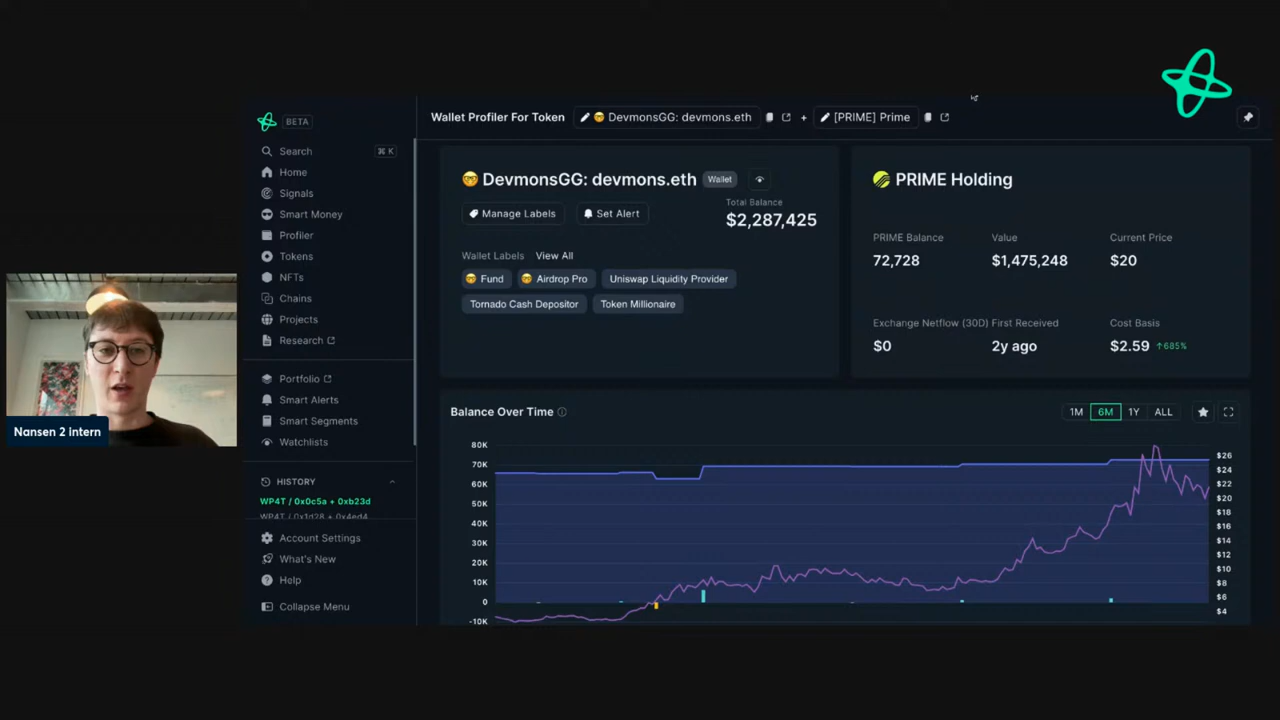 BETA
Search
⌘ K
Home
Signals
Smart Money
Profiler
Tokens
NFTs
Chains
Projects
Research
Portfolio
Smart Alerts
Smart Segments
Watchlists
HISTORY
WP4T / 0x0c5a + 0xb23d
WP4T / 0x1d28 + 0x4ed4
Account Settings
What's New
Help
Collapse Menu
Wallet Profiler For Token
DevmonsGG: devmons.eth
+
[PRIME] Prime
DevmonsGG: devmons.eth
Wallet
Manage Labels
Set Alert
Total Balance
$2,287,425
Wallet Labels View All
Fund
Airdrop Pro
Uniswap Liquidity Provider
Tornado Cash Depositor
Token Millionaire
PRIME Holding
PRIME Balance
72,728
Value
$1,475,248
Current Price
$20
Exchange Netflow (30D)
$0
First Received
2y ago
Cost Basis
$2.59 ↑685%
Balance Over Time
1M 6M 1Y ALL
80K
70K
60K
50K
40K
30K
20K
10K
0
-10K
$26
$24
$22
$20
$18
$16
$14
$12
$10
$8
$6
$4
Nansen 2 Intern